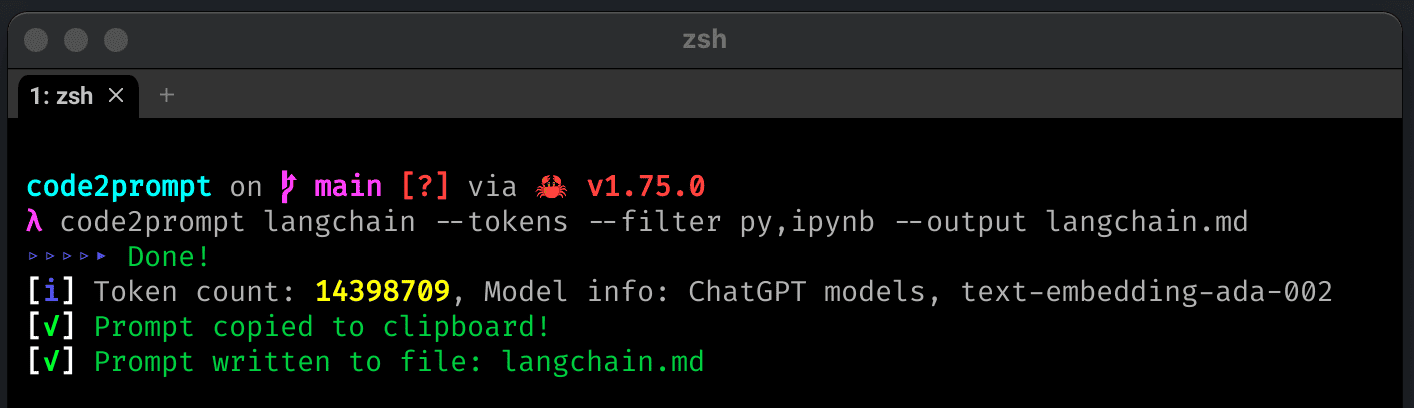 zsh
1: zsh × +
code2prompt on main [?] via 🦀 v1.75.0
λ code2prompt langchain --tokens --filter py,ipynb --output langchain.md
▹▹▹▹▸ Done!
[i] Token count: 14398709, Model info: ChatGPT models, text-embedding-ada-002
[√] Prompt copied to clipboard!
[√] Prompt written to file: langchain.md